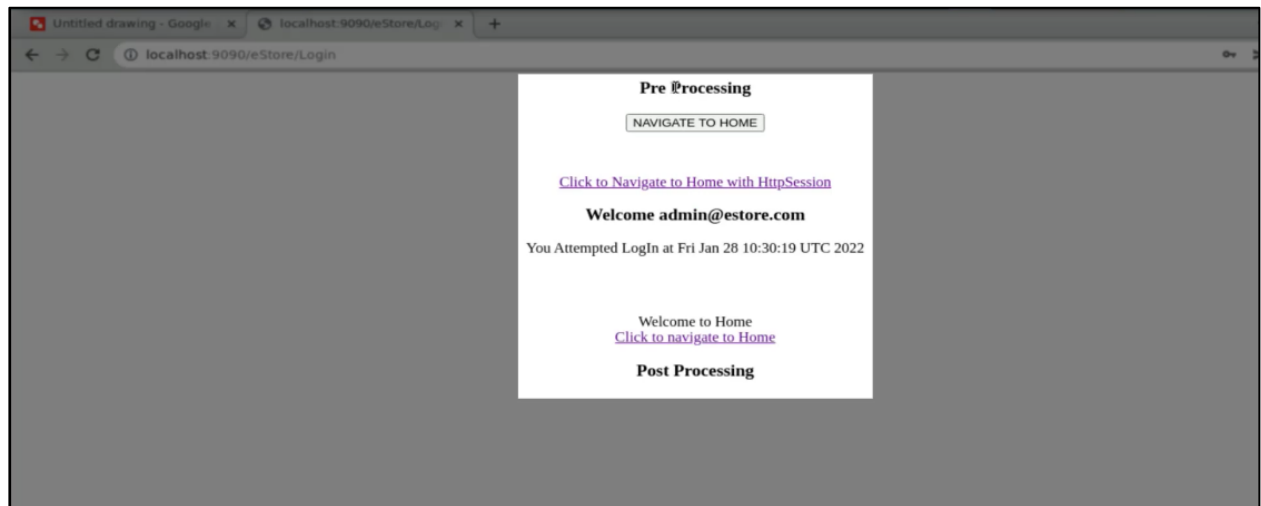 Untitled drawing - Google
localhost:9090/eStore/Log
localhost:9090/eStore/Login
Pre Processing
NAVIGATE TO HOME
Click to Navigate to Home with HttpSession
Welcome admin@estore.com
You Attempted LogIn at Fri Jan 28 10:30:19 UTC 2022
Welcome to Home
Click to navigate to Home
Post Processing